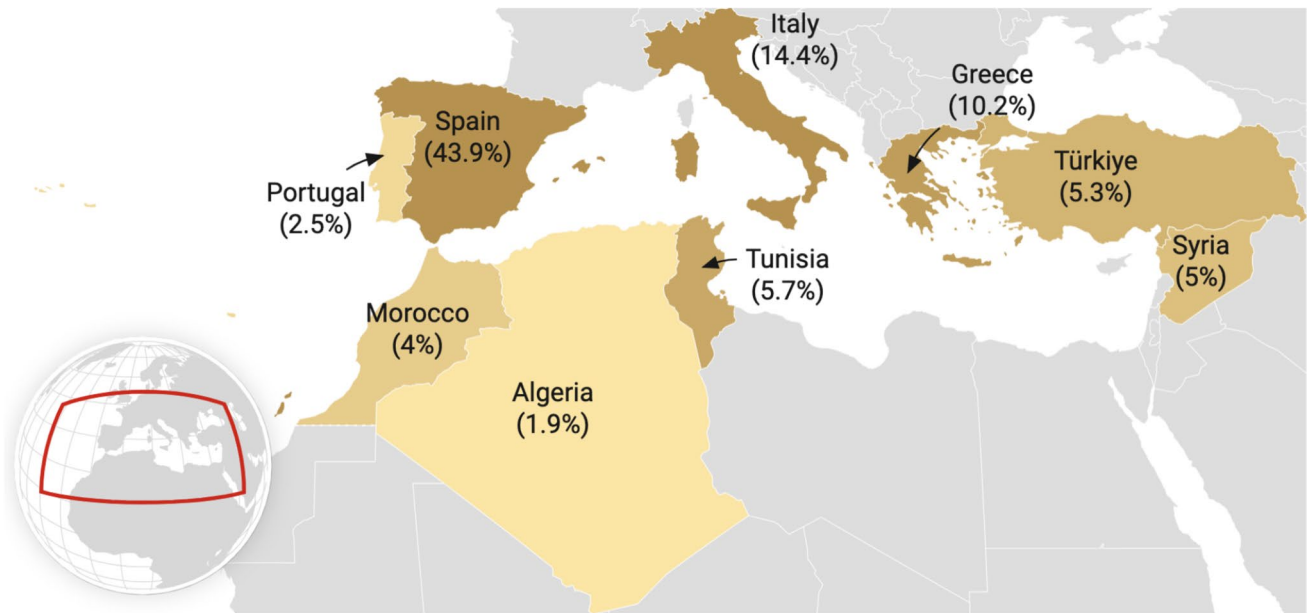 Italy
(14.4%)
Greece
(10.2%)
Spain
(43.9%)
Türkiye
(5.3%)
Portugal
(2.5%)
Syria
(5%)
Tunisia
(5.7%)
Morocco
(4%)
Algeria
(1.9%)